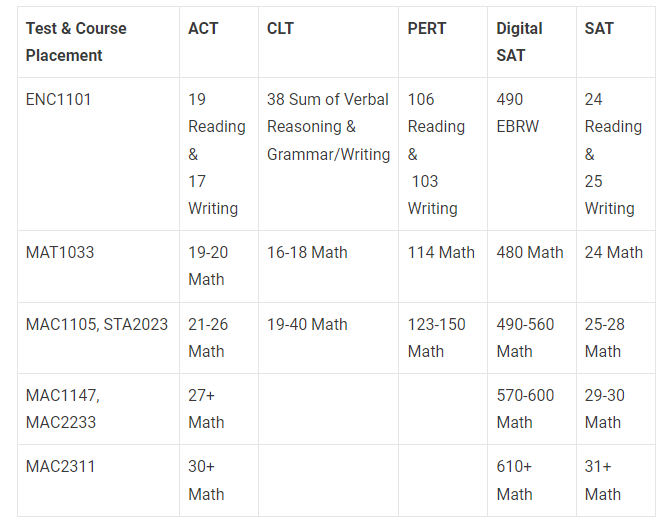 Test & Course Placement ACT CLT PERT Digital SAT SAT
ENC1101 19 Reading & 17 Writing 38 Sum of Verbal Reasoning & Grammar/Writing 106 Reading & 103 Writing 490 EBRW 24 Reading & 25 Writing
MAT1033 19-20 Math 16-18 Math 114 Math 480 Math 24 Math
MAC1105, STA2023 21-26 Math 19-40 Math 123-150 Math 490-560 Math 25-28 Math
MAC1147, MAC2233 27+ Math 570-600 Math 29-30 Math
MAC2311 30+ Math 610+ Math 31+ Math